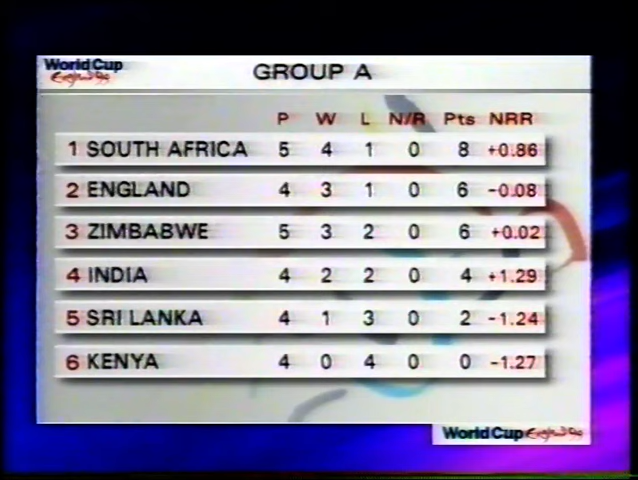 World Cup
England '99
GROUP A
P W L N/R Pts NRR
1 SOUTH AFRICA 5 4 1 0 8 +0.86
2 ENGLAND 4 3 1 0 6 -0.08
3 ZIMBABWE 5 3 2 0 6 +0.02
4 INDIA 4 2 2 0 4 +1.29
5 SRI LANKA 4 1 3 0 2 -1.24
6 KENYA 4 0 4 0 0 -1.27
World Cup England '99